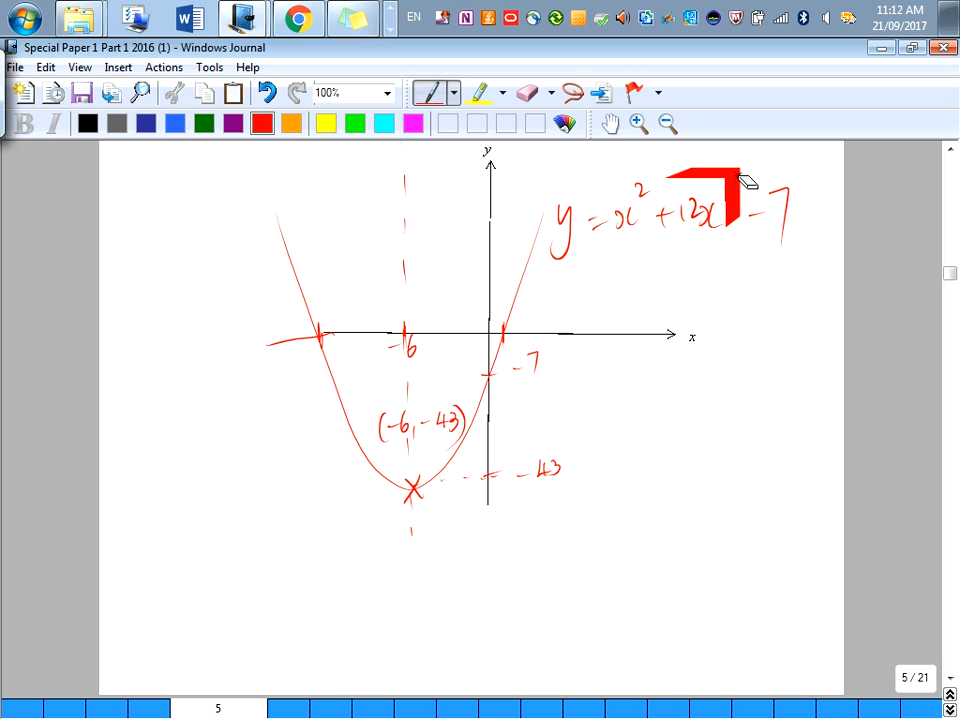 EN
11:12 AM
21/09/2017
Special Paper 1 Part 1 2016 (1) - Windows Journal
File Edit View Insert Actions Tools Help
100%
B I
y
y = x² + 12x - 7
x
-6
-7
(-6, -43)
-43
5 / 21
5